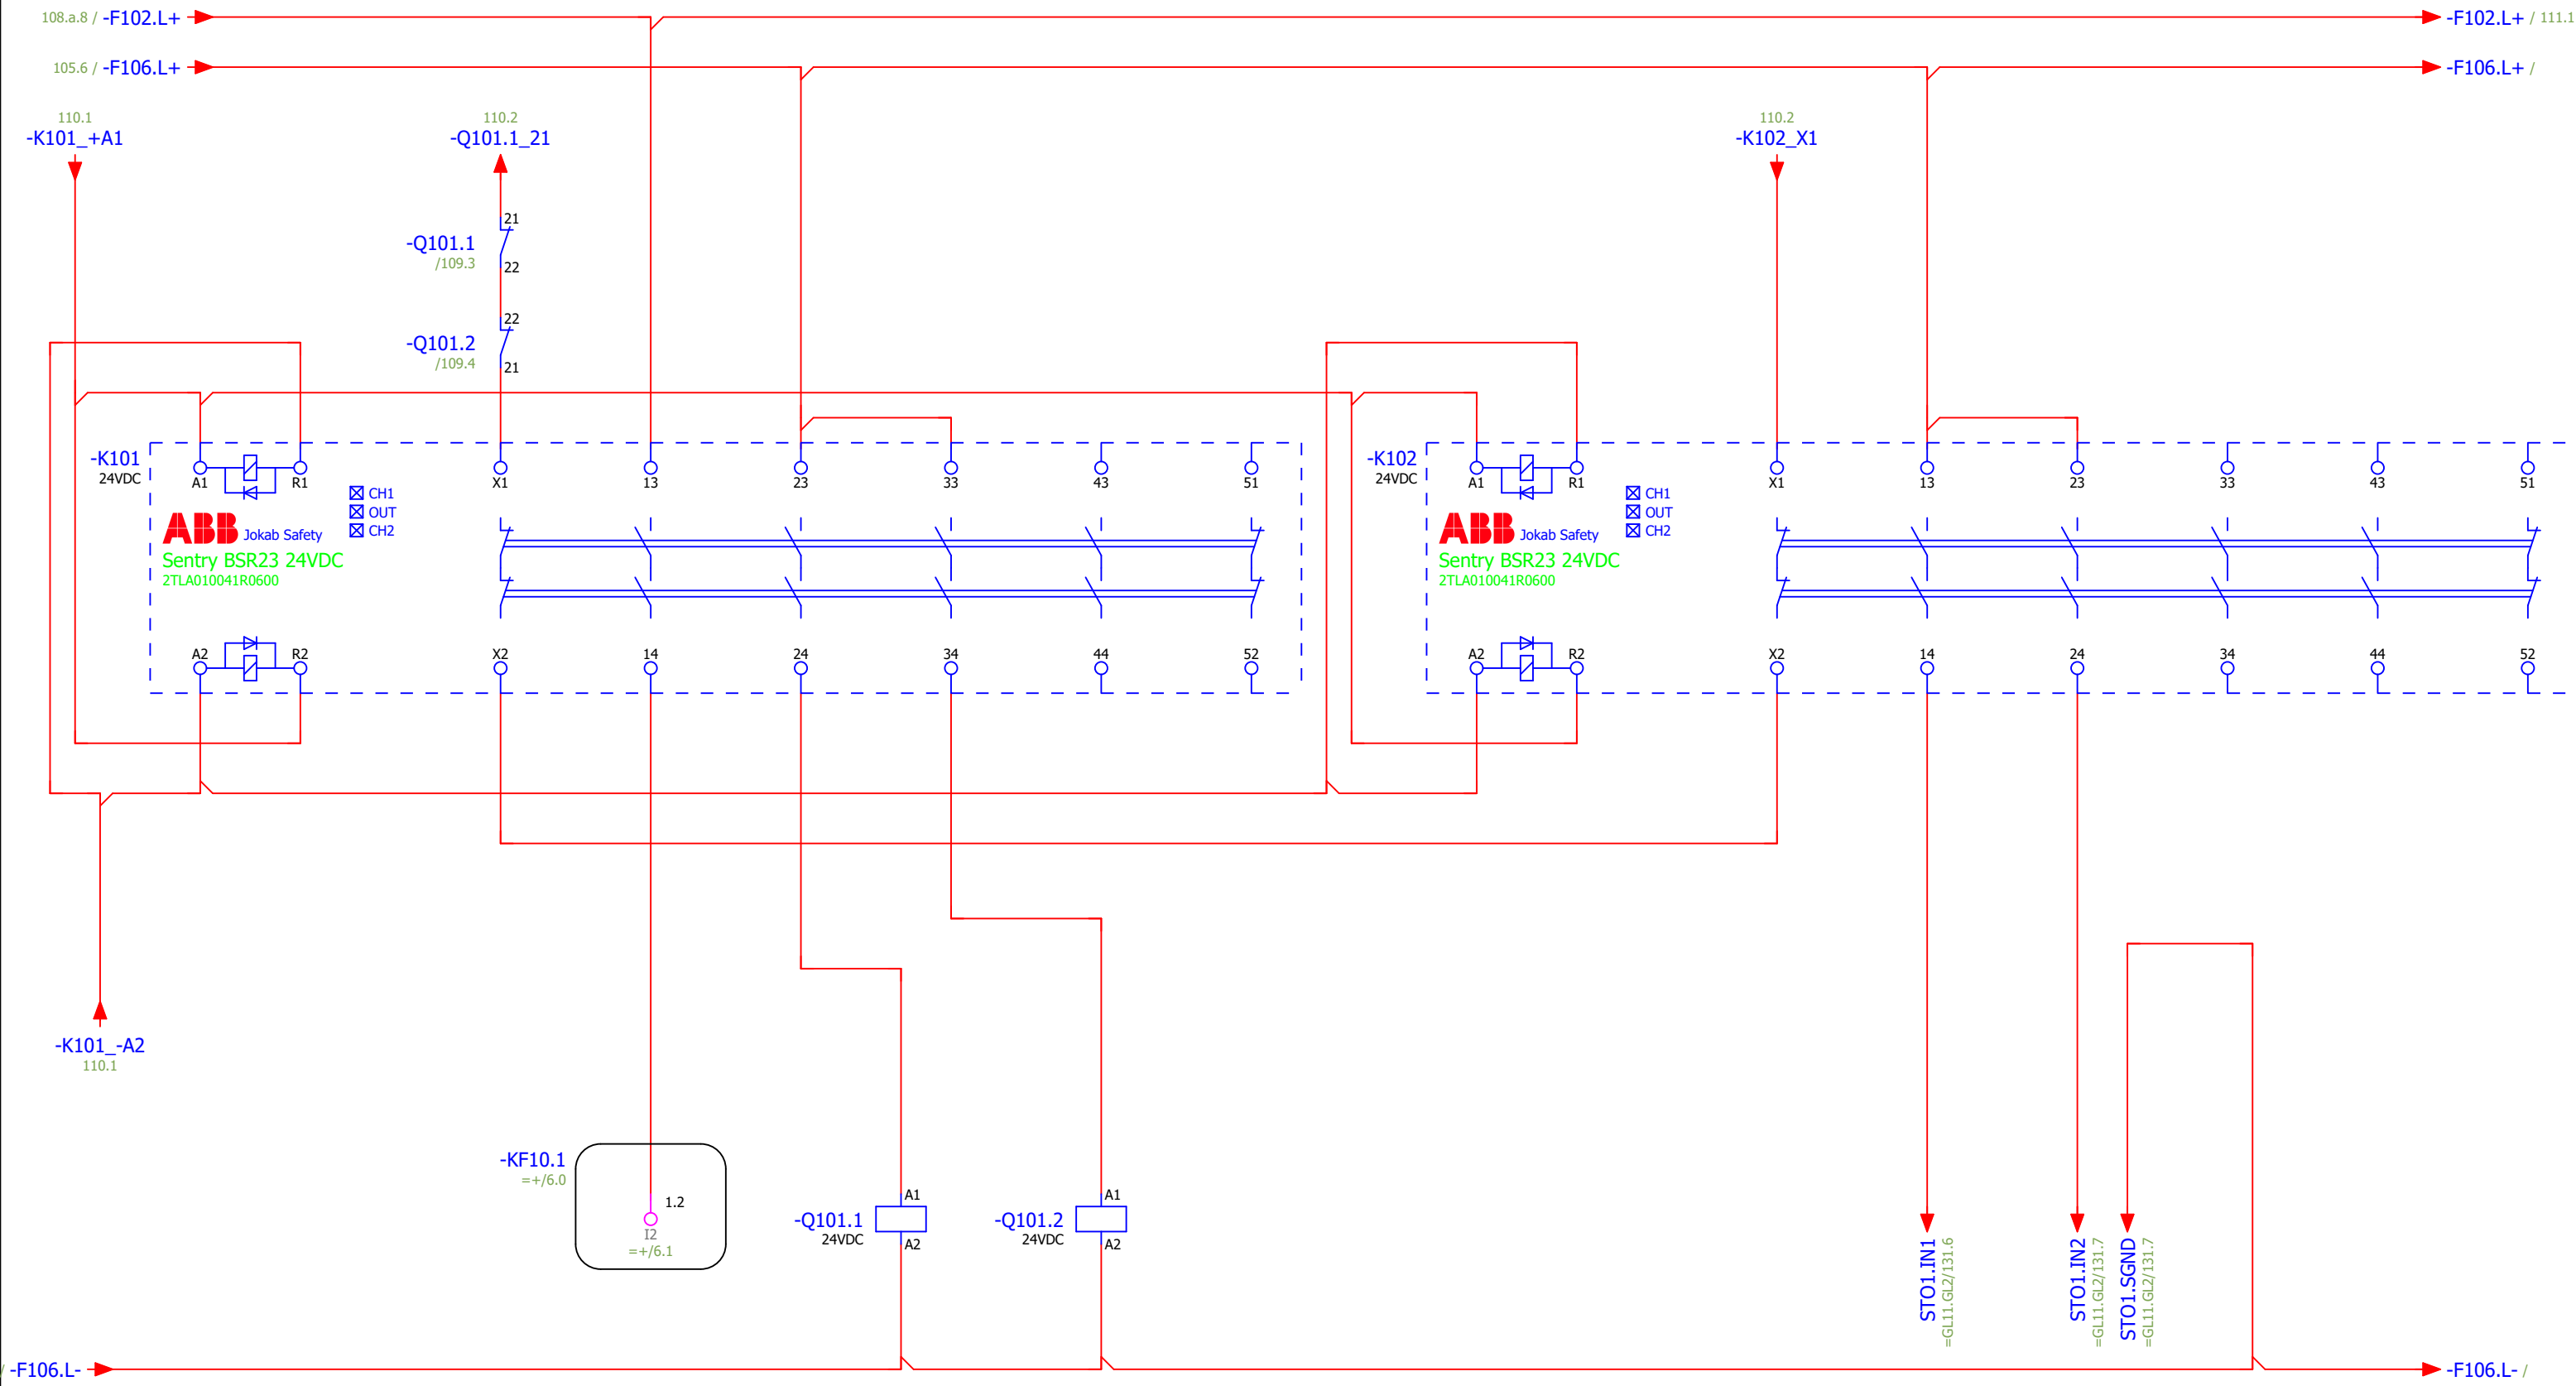 108.a.8 / -F102.L+
-F102.L+ / 111.1
105.6 / -F106.L+
-F106.L+ /
110.1
-K101_+A1
110.2
-Q101.1_21
110.2
-K102_X1
21
-Q101.1
/109.3
22
22
-Q101.2
/109.4
21
-K101
24VDC
A1
R1
X1
13
23
33
43
51
CH1
OUT
CH2
ABB Jokab Safety
Sentry BSR23 24VDC
2TLA010041R0600
A2
R2
X2
14
24
34
44
52
-K102
24VDC
A1
R1
X1
13
23
33
43
51
CH1
OUT
CH2
ABB Jokab Safety
Sentry BSR23 24VDC
2TLA010041R0600
A2
R2
X2
14
24
34
44
52
-K101_-A2
110.1
-KF10.1
=+/6.0
1.2
I2
=+/6.1
A1
-Q101.1
24VDC
A2
A1
-Q101.2
24VDC
A2
STO1.IN1
=GL11.GL2/131.6
STO1.IN2
=GL11.GL2/131.7
STO1.SGND
=GL11.GL2/131.7
/ -F106.L-
-F106.L- /